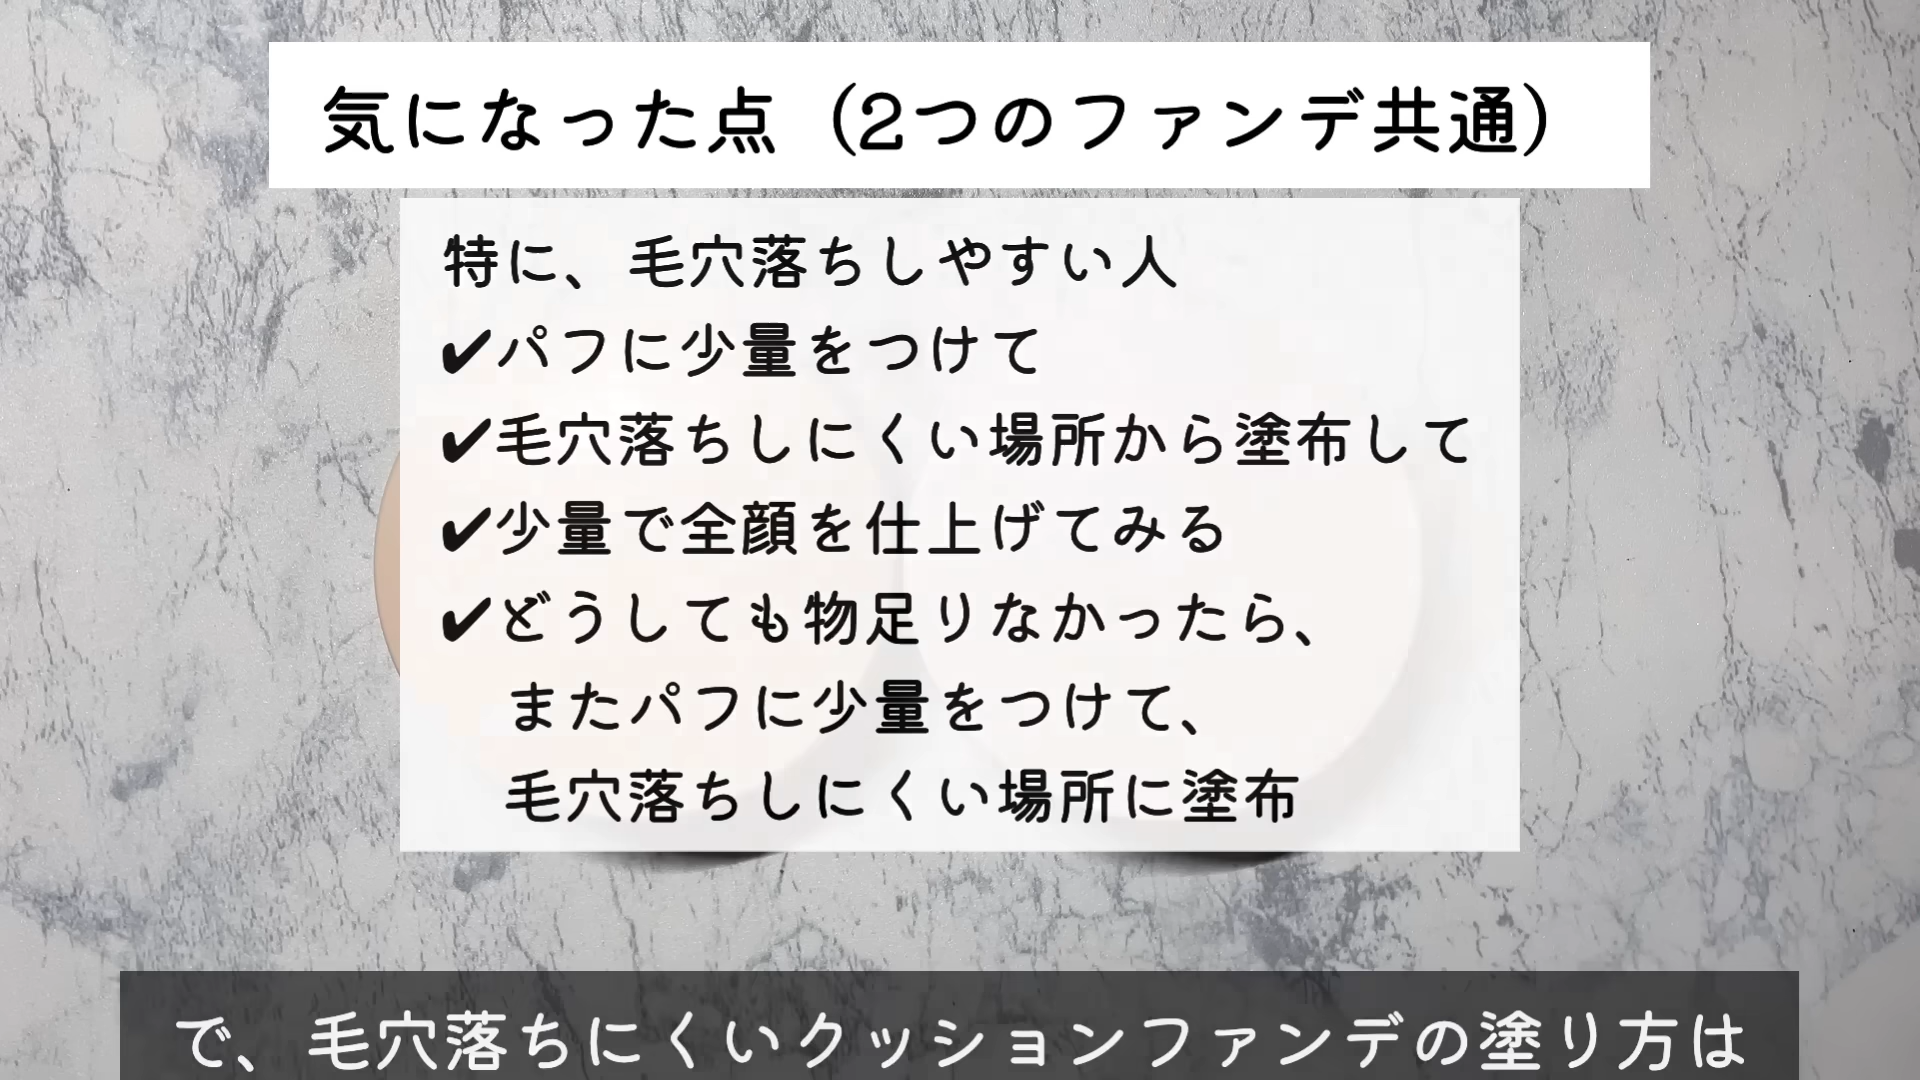 気になった点（2つのファンデ共通）
特に、毛穴落ちしやすい人
✔パフに少量をつけて
✔毛穴落ちしにくい場所から塗布して
✔少量で全顔を仕上げてみる
✔どうしても物足りなかったら、
またパフに少量をつけて、
毛穴落ちしにくい場所に塗布
で、毛穴落ちにくいクッションファンデの塗り方は